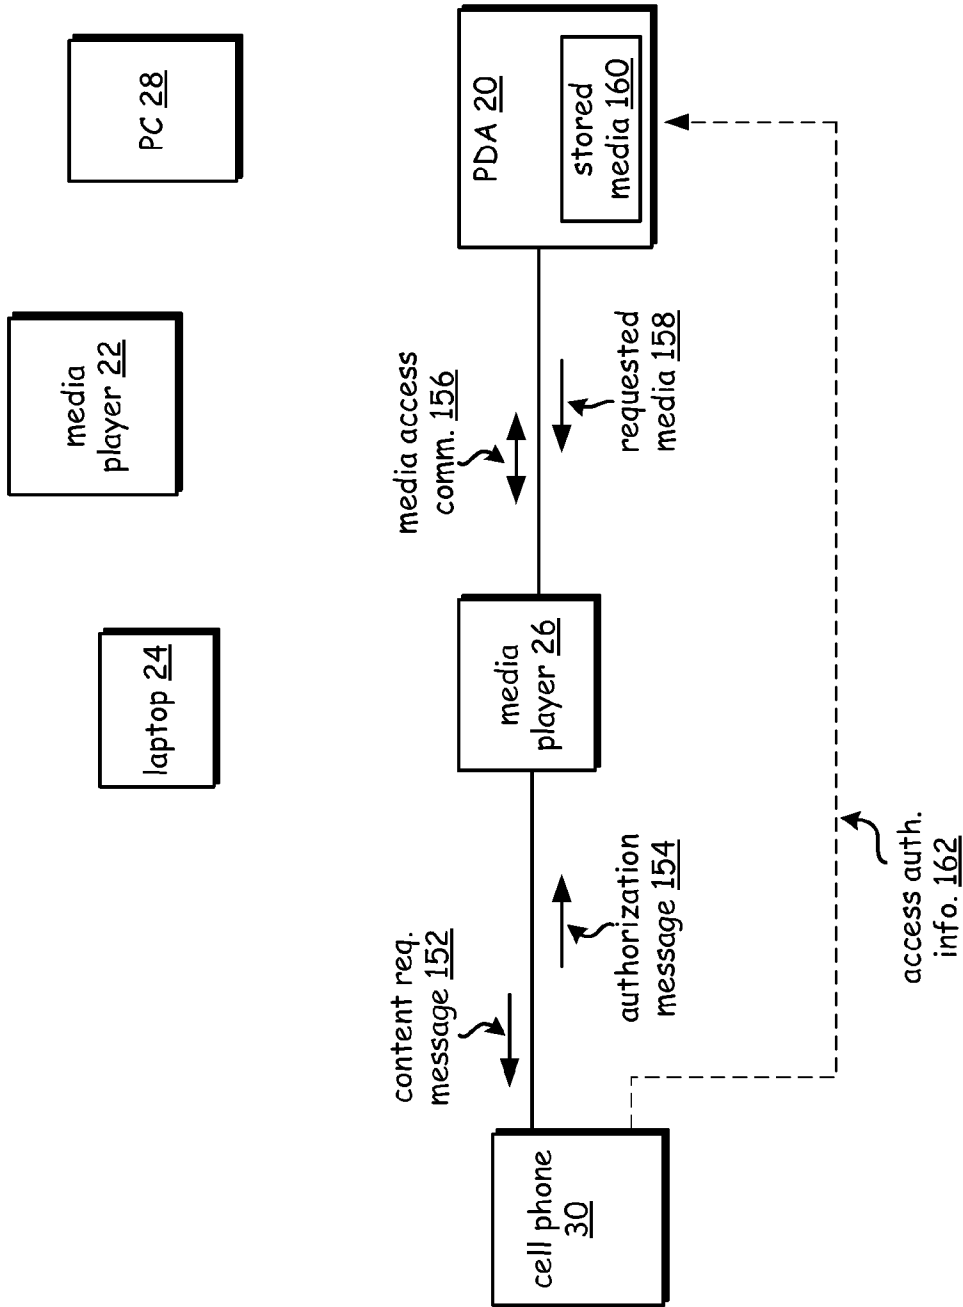 laptop 24
media
player 22
PC 28
content req.
message 152
media access
comm. 156
cell phone
30
media
player 26
PDA 20
stored
media 160
authorization
message 154
requested
media 158
access auth.
info. 162